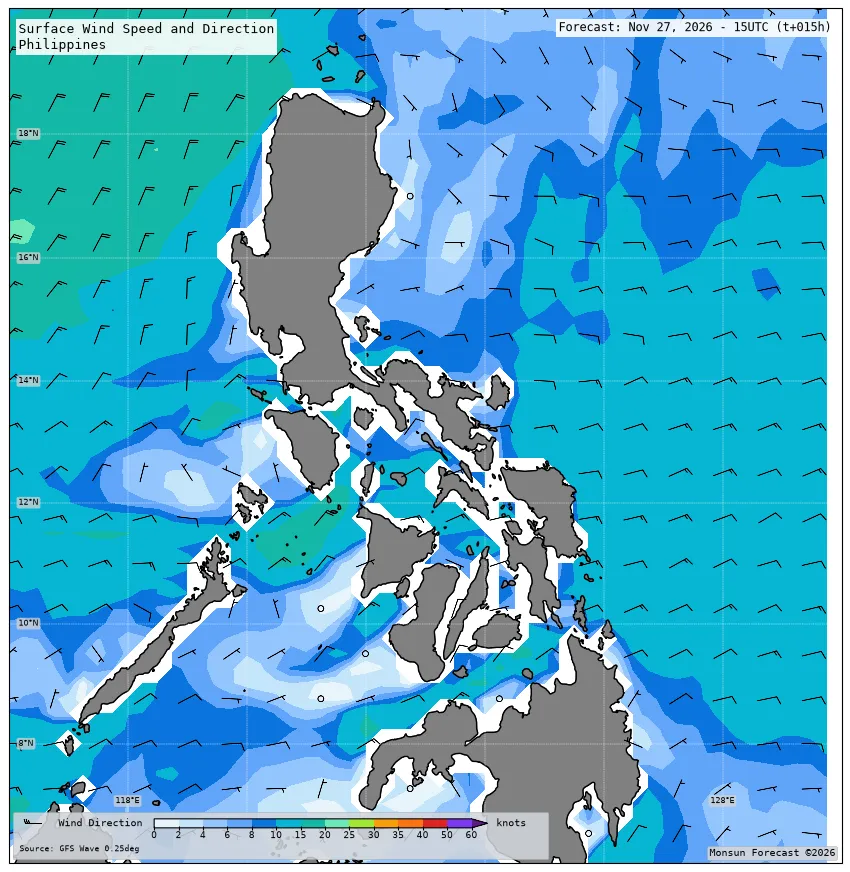 Surface Wind Speed and Direction
Philippines
Forecast: Nov 27, 2026 - 15UTC (t+015h)
18°N
16°N
14°N
12°N
10°N
8°N
118°E
128°E
Wind Direction
0 2 4 6 8 10 15 20 25 30 35 40 50 60
knots
Source: GFS Wave 0.25deg
Monsun Forecast ©2026